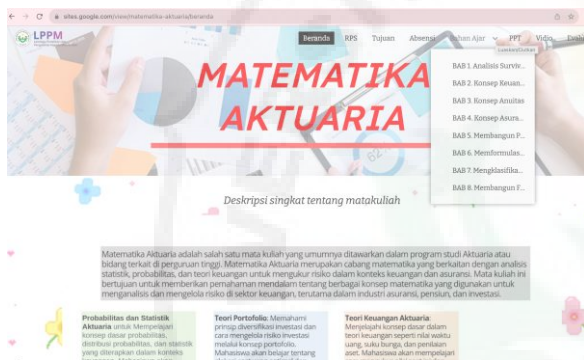 sites.google.com/view/matematika-aktuaria/beranda
LPPM
Beranda RPS Tujuan Absensi Bahan Ajar PPT Vidio
MATEMATIKA
AKTUARIA
BAB 1. Analisis Surviv...
BAB 2. Konsep Keuan...
BAB 3. Konsep Anuitas
BAB 4. Konsep Asura...
BAB 5. Membangun P...
BAB 6. Memformulas...
BAB 7. Mengklasifika...
BAB 8. Membangun F...
Deskripsi singkat tentang matakuliah
Matematika Aktuaria adalah salah satu mata kuliah yang umumnya ditawarkan dalam program studi Aktuaria atau
bidang terkait di perguruan tinggi. Matematika Aktuaria merupakan cabang matematika yang berkaitan dengan analisis
statistik, probabilitas, dan teori keuangan untuk mengukur risiko dalam konteks keuangan dan asuransi. Mata kuliah ini
bertujuan untuk memberikan pemahaman mendalam tentang berbagai konsep matematika yang digunakan untuk
menganalisis dan mengelola risiko di sektor keuangan, terutama dalam industri asuransi, pensiun, dan investasi.
Probabilitas dan Statistik
Aktuaria untuk Mempelajari
konsep dasar probabilitas,
distribusi probabilitas, dan statistik
yang diterapkan dalam konteks
Teori Portofolio: Memahami
prinsip diversifikasi investasi dan
cara mengelola risiko investasi
melalui konsep portofolio.
Mahasiswa akan belajar tentang
Teori Keuangan Aktuaria:
Menjelajahi konsep dasar dalam
teori keuangan seperti nilai waktu
uang, suku bunga, dan penilaian
aset. Mahasiswa akan mempelajari